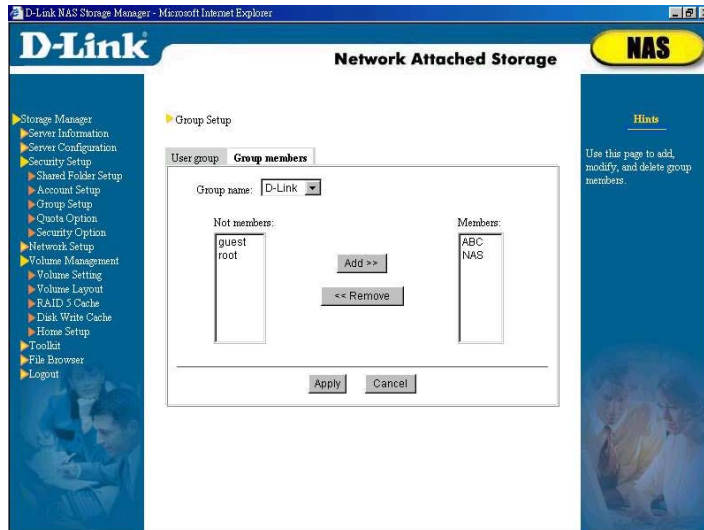 D-Link NAS Storage Manager - Microsoft Internet Explorer
D-Link
Network Attached Storage
NAS
Storage Manager
Server Information
Server Configuration
Security Setup
Shared Folder Setup
Account Setup
Group Setup
Quota Option
Security Option
Network Setup
Volume Management
Volume Setting
Volume Layout
RAID 5 Cache
Disk Write Cache
Home Setup
Toolkit
File Browser
Logout
Group Setup
User group Group members
Group name: D-Link
Not members:
guest
root
Add >>
<< Remove
Members:
ABC
NAS
Apply Cancel
Hints
Use this page to add,
modify, and delete group
members.